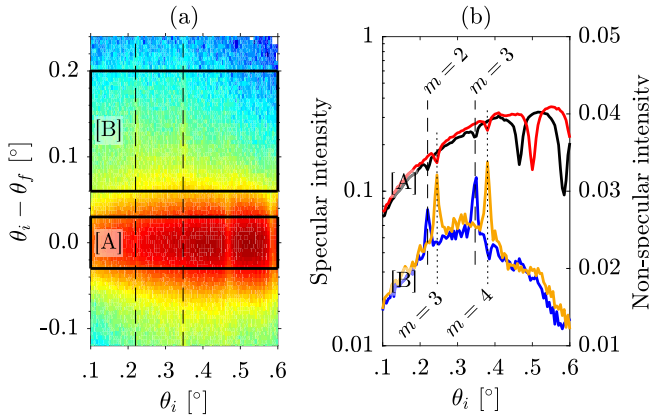 (a)
0.2
0.1
0.0
-0.1
θi − θf [°]
[B]
[A]
.1 .2 .3 .4 .5 .6
θi [°]
(b)
m = 2
m = 3
1
0.1
0.01
Specular intensity
0.05
0.04
0.03
0.02
0.01
Non-specular intensity
[A]
[B]
m = 3
m = 4
.1 .2 .3 .4 .5 .6
θi [°]